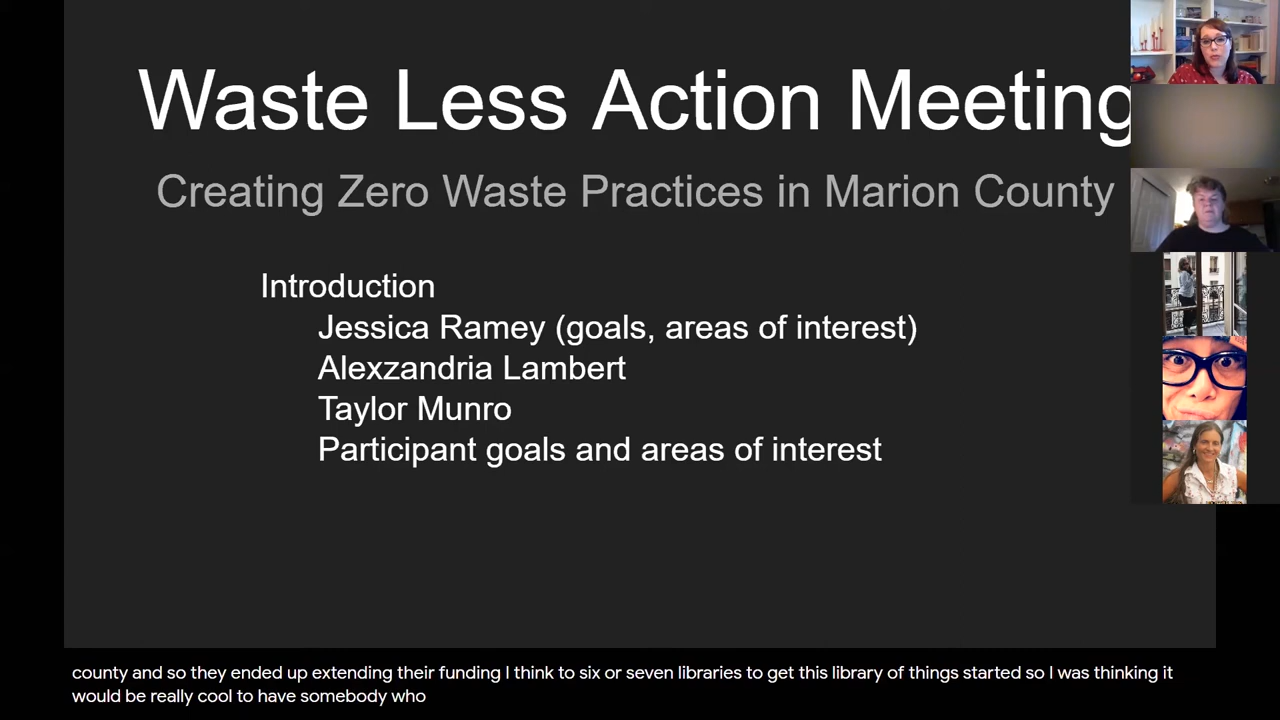 Waste Less Action Meeting
Creating Zero Waste Practices in Marion County
Introduction
Jessica Ramey (goals, areas of interest)
Alexzandria Lambert
Taylor Munro
Participant goals and areas of interest
county and so they ended up extending their funding I think to six or seven libraries to get this library of things started so I was thinking it
would be really cool to have somebody who